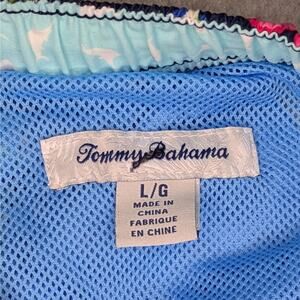 Tommy Bahama
L/G
MADE IN
CHINA
FABRIQUE
EN CHINE